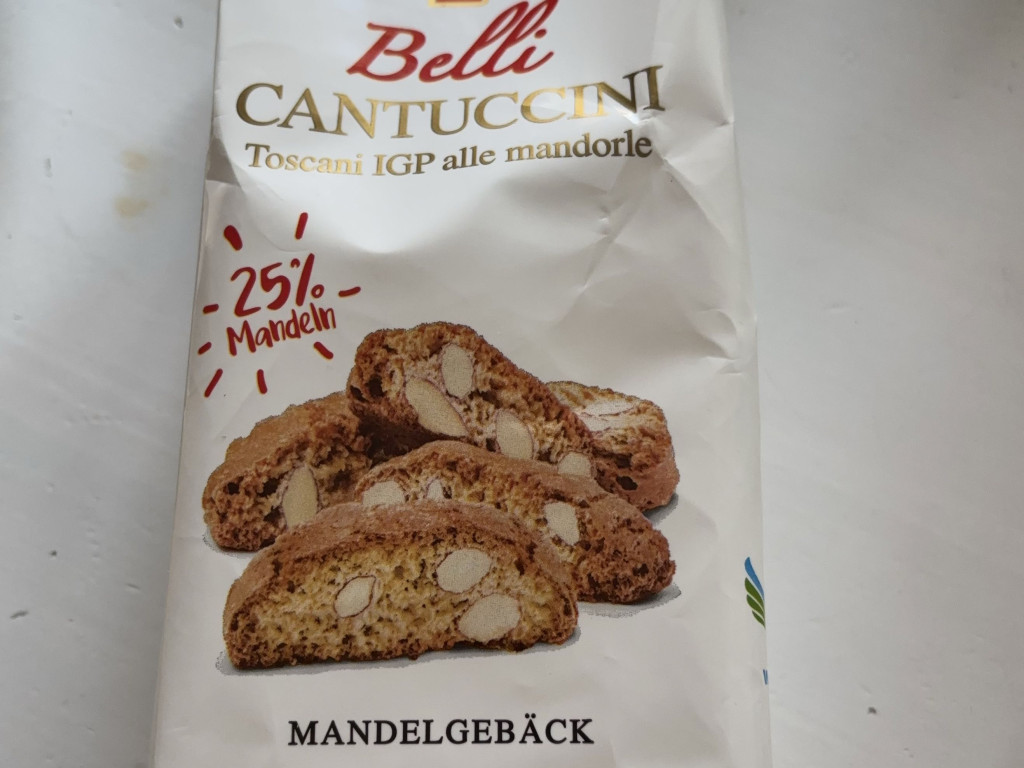 Belli
CANTUCCINI
Toscani IGP alle mandorle
25%
Mandeln
MANDELGEBÄCK